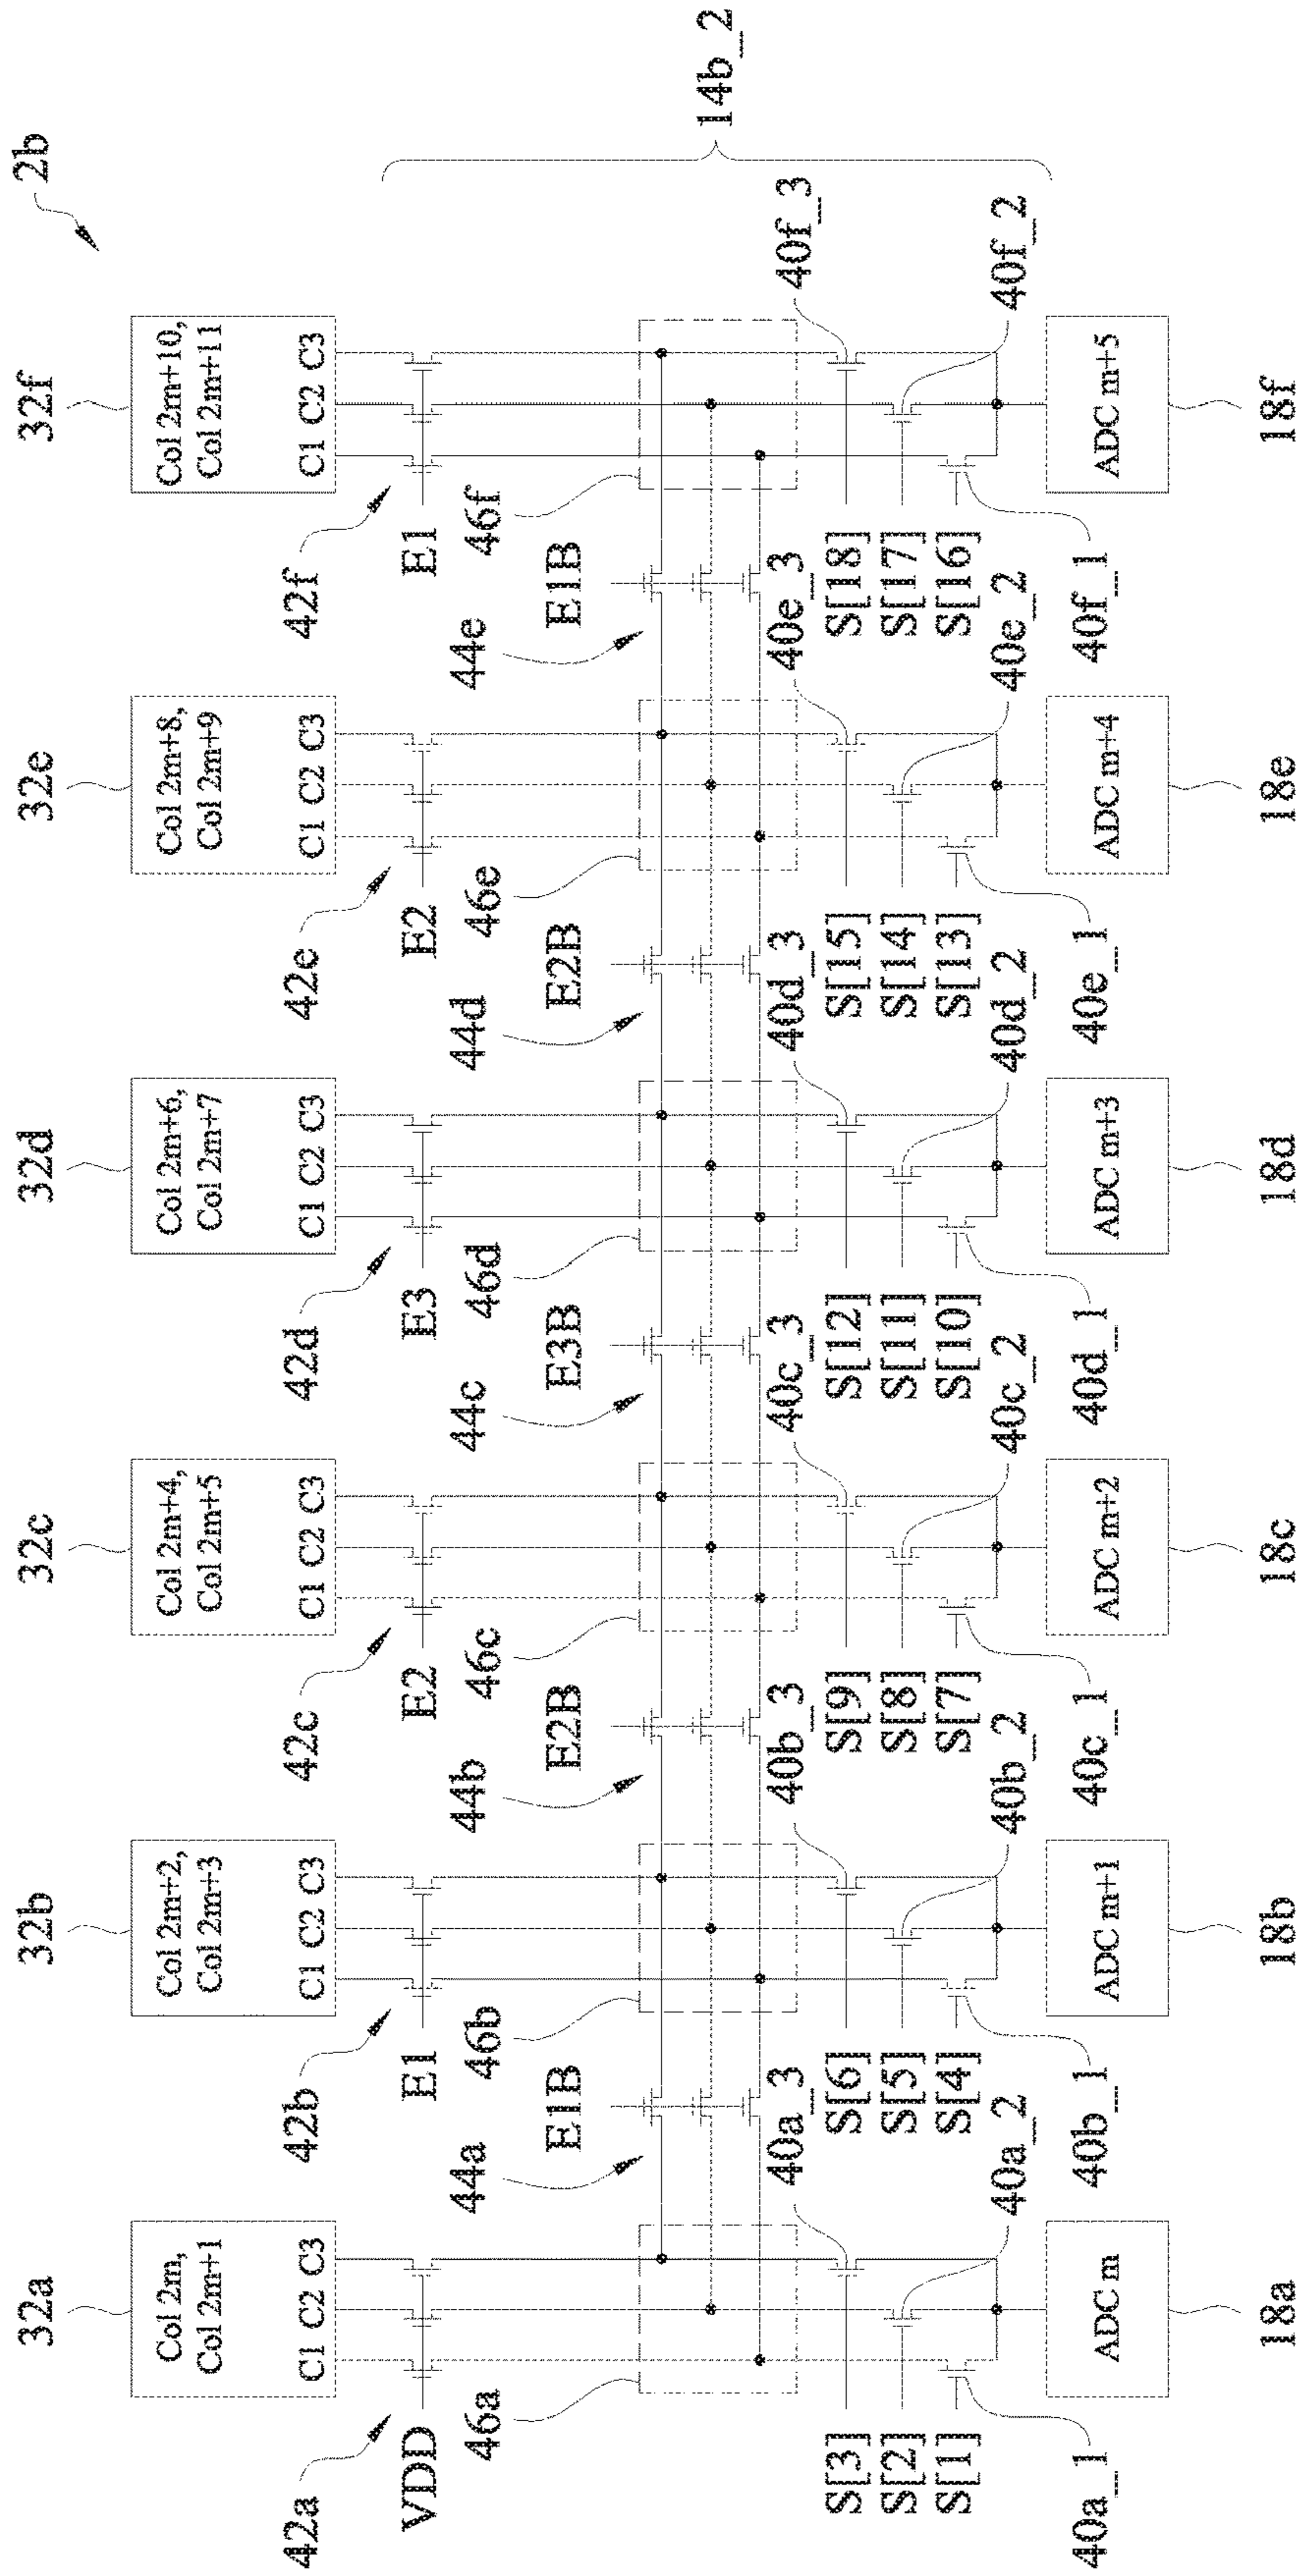 2b
32a
32b
32c
32d
32e
32f
Col 2m,
Col 2m+1
C1 C2 C3
Col 2m+2,
Col 2m+3
C1 C2 C3
Col 2m+4,
Col 2m+5
C1 C2 C3
Col 2m+6,
Col 2m+7
C1 C2 C3
Col 2m+8,
Col 2m+9
C1 C2 C3
Col 2m+10,
Col 2m+11
C1 C2 C3
42a
42b
42c
42d
42e
42f
VDD
E1
E2
E3
E2
E1
46a
44a
46b
44b
46c
44c
46d
44d
46e
44e
46f
E1B
E2B
E3B
E2B
E1B
14b_2
40a_3
40b_3
40c_3
40d_3
40e_3
40f_3
S[3]
S[6]
S[9]
S[12]
S[15]
S[18]
S[2]
S[5]
S[8]
S[11]
S[14]
S[17]
S[1]
S[4]
S[7]
S[10]
S[13]
S[16]
40a_2
40b_2
40c_2
40d_2
40e_2
40f_2
40a_1
40b_1
40c_1
40d_1
40e_1
40f_1
ADC m
ADC m+1
ADC m+2
ADC m+3
ADC m+4
ADC m+5
18a
18b
18c
18d
18e
18f